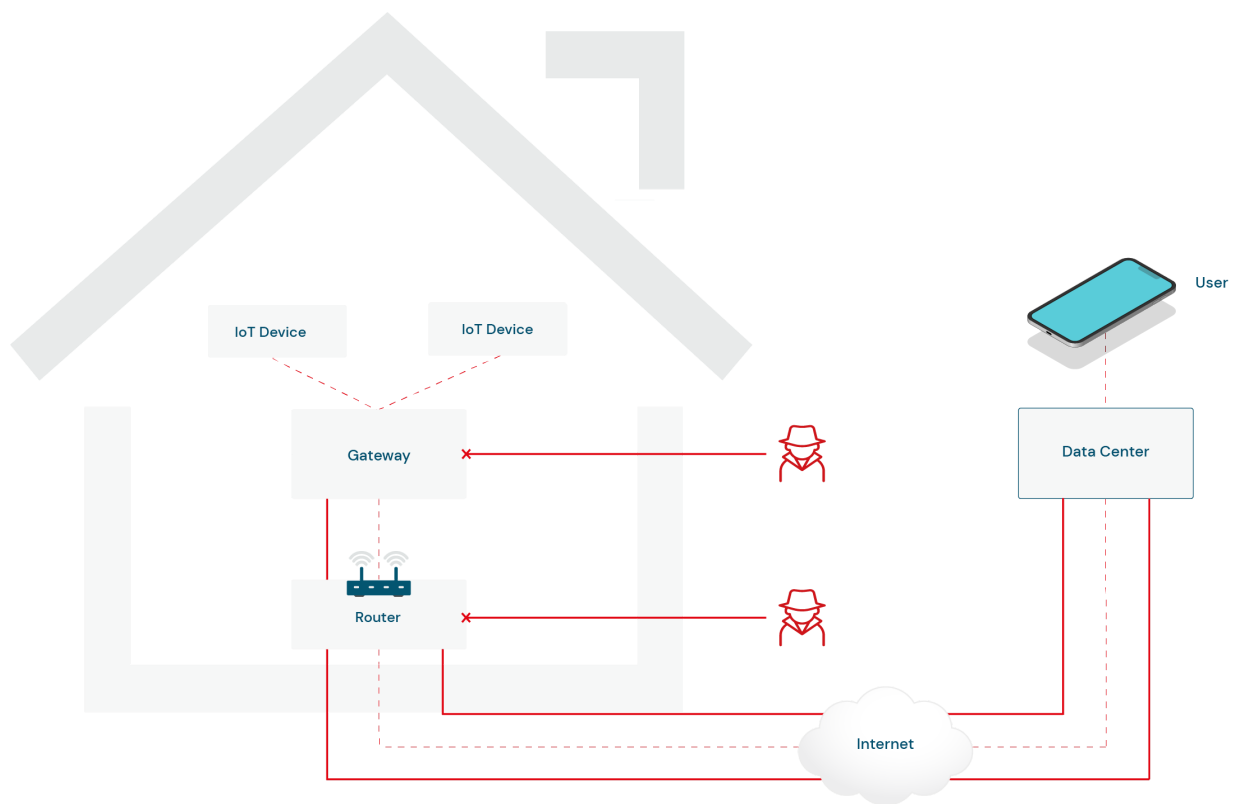 User
IoT Device
IoT Device
Gateway
Data Center
Router
Internet